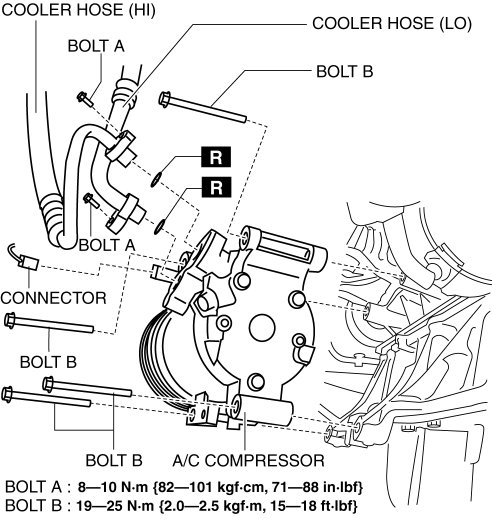 COOLER HOSE (HI)
COOLER HOSE (LO)
BOLT A
BOLT B
R
R
BOLT A
CONNECTOR
BOLT B
BOLT B
A/C COMPRESSOR
BOLT A : 8—10 N·m {82—101 kgf·cm, 71—88 in·lbf}
BOLT B : 19—25 N·m {2.0—2.5 kgf·m, 15—18 ft·lbf}